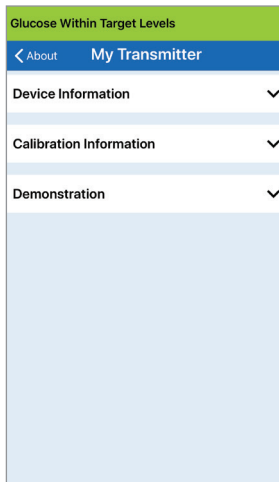 Glucose Within Target Levels
About My Transmitter
Device Information
Calibration Information
Demonstration